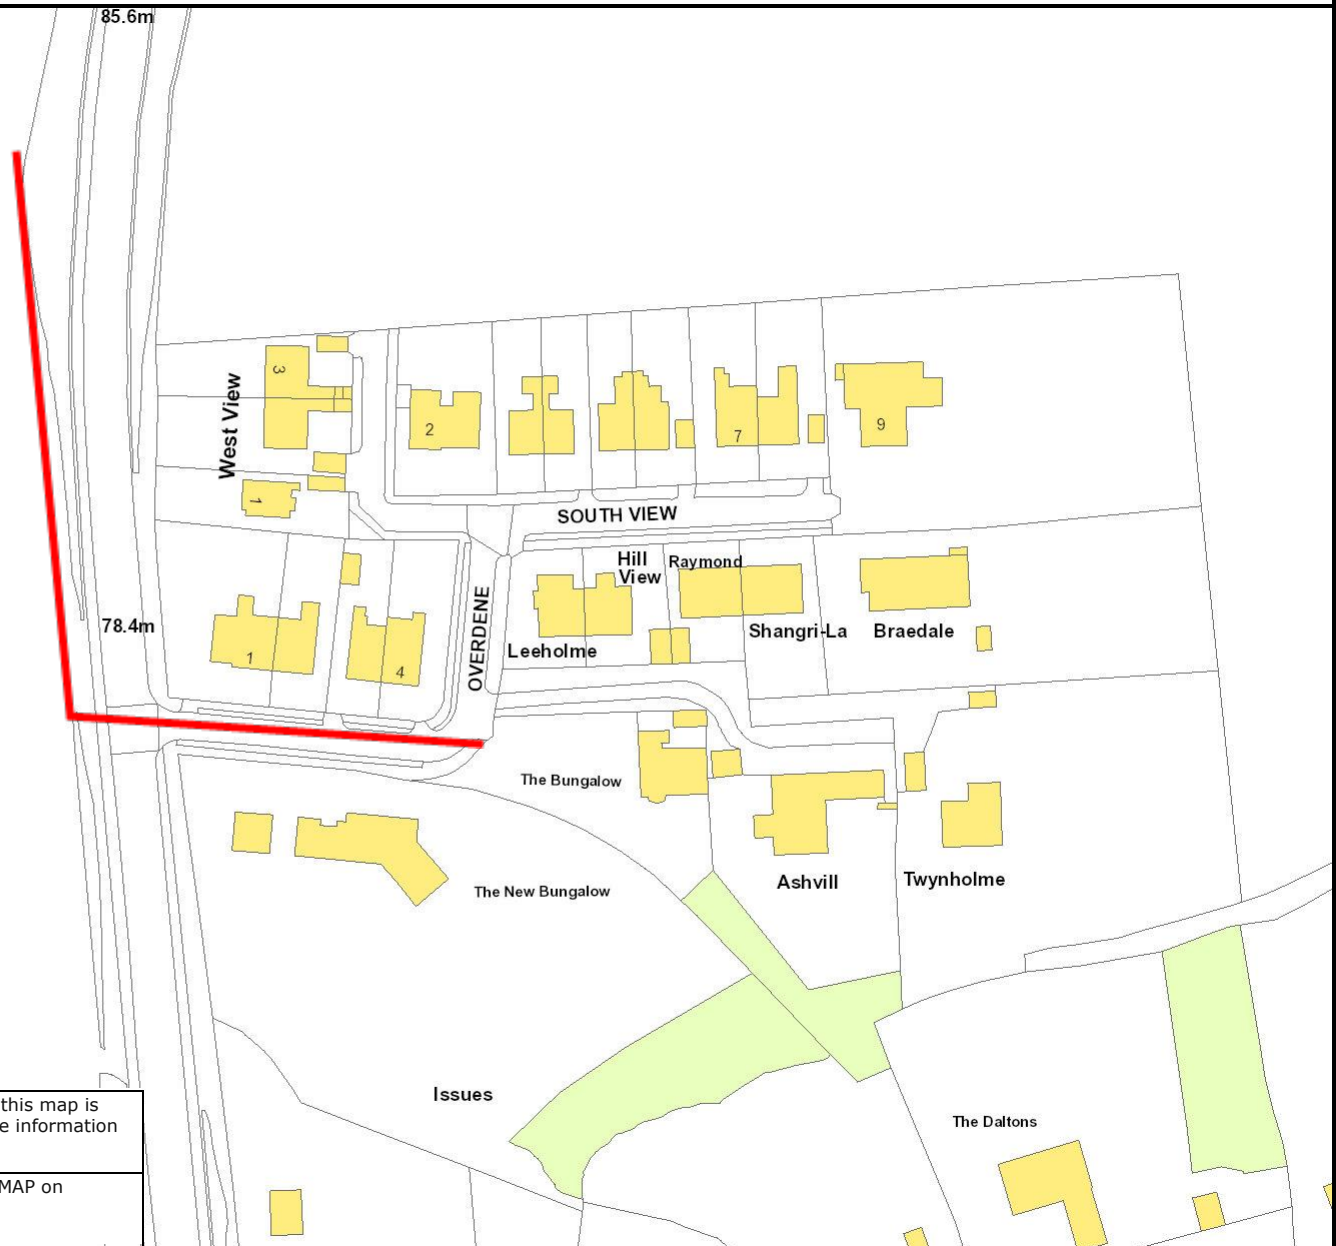 85.6m
3
West View
2
7
9
1
SOUTH VIEW
Hill
View
Raymond
OVERDENE
78.4m
1
4
Leeholme
Shangri-La
Braedale
The Bungalow
The New Bungalow
Ashvill
Twynholme
Issues
this map is
e information
The Daltons
MAP on